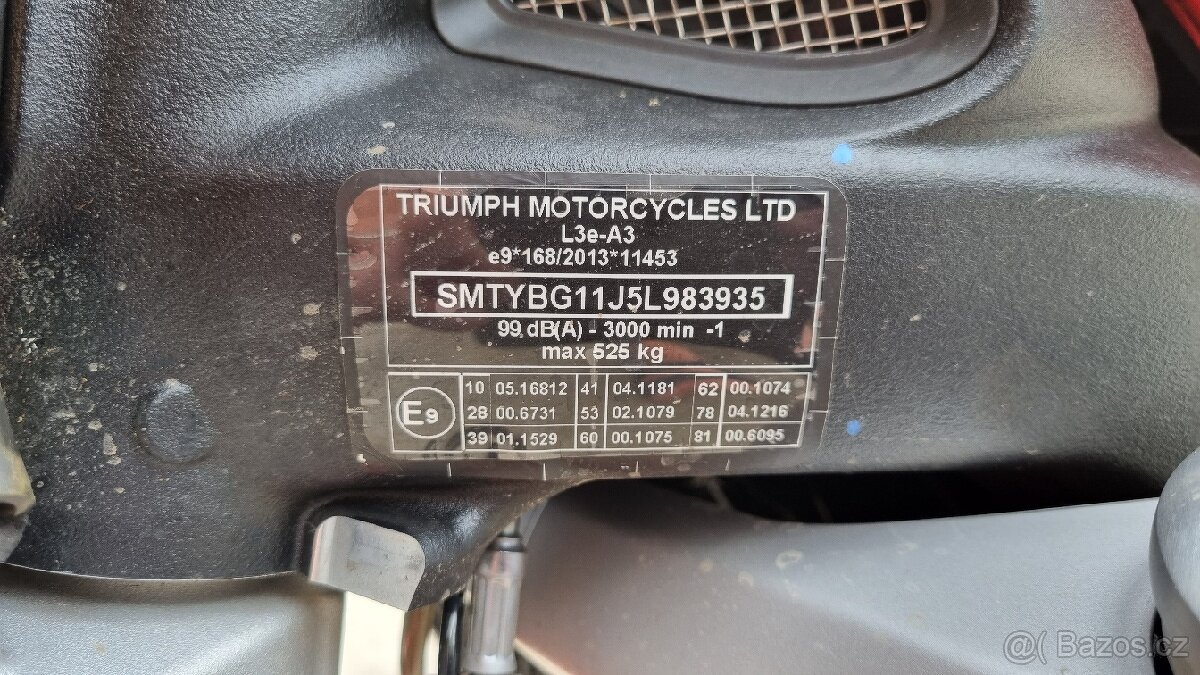 TRIUMPH MOTORCYCLES LTD
L3e-A3
e9*168/2013*11453
SMTYBG11J5L983935
99 dB(A) - 3000 min -1
max 525 kg
E9
10 05.16812 41 04.1181 62 00.1074
28 00.6731 53 02.1079 78 04.1216
39 01.1529 60 00.1075 81 00.6095
@ Bazos.cz